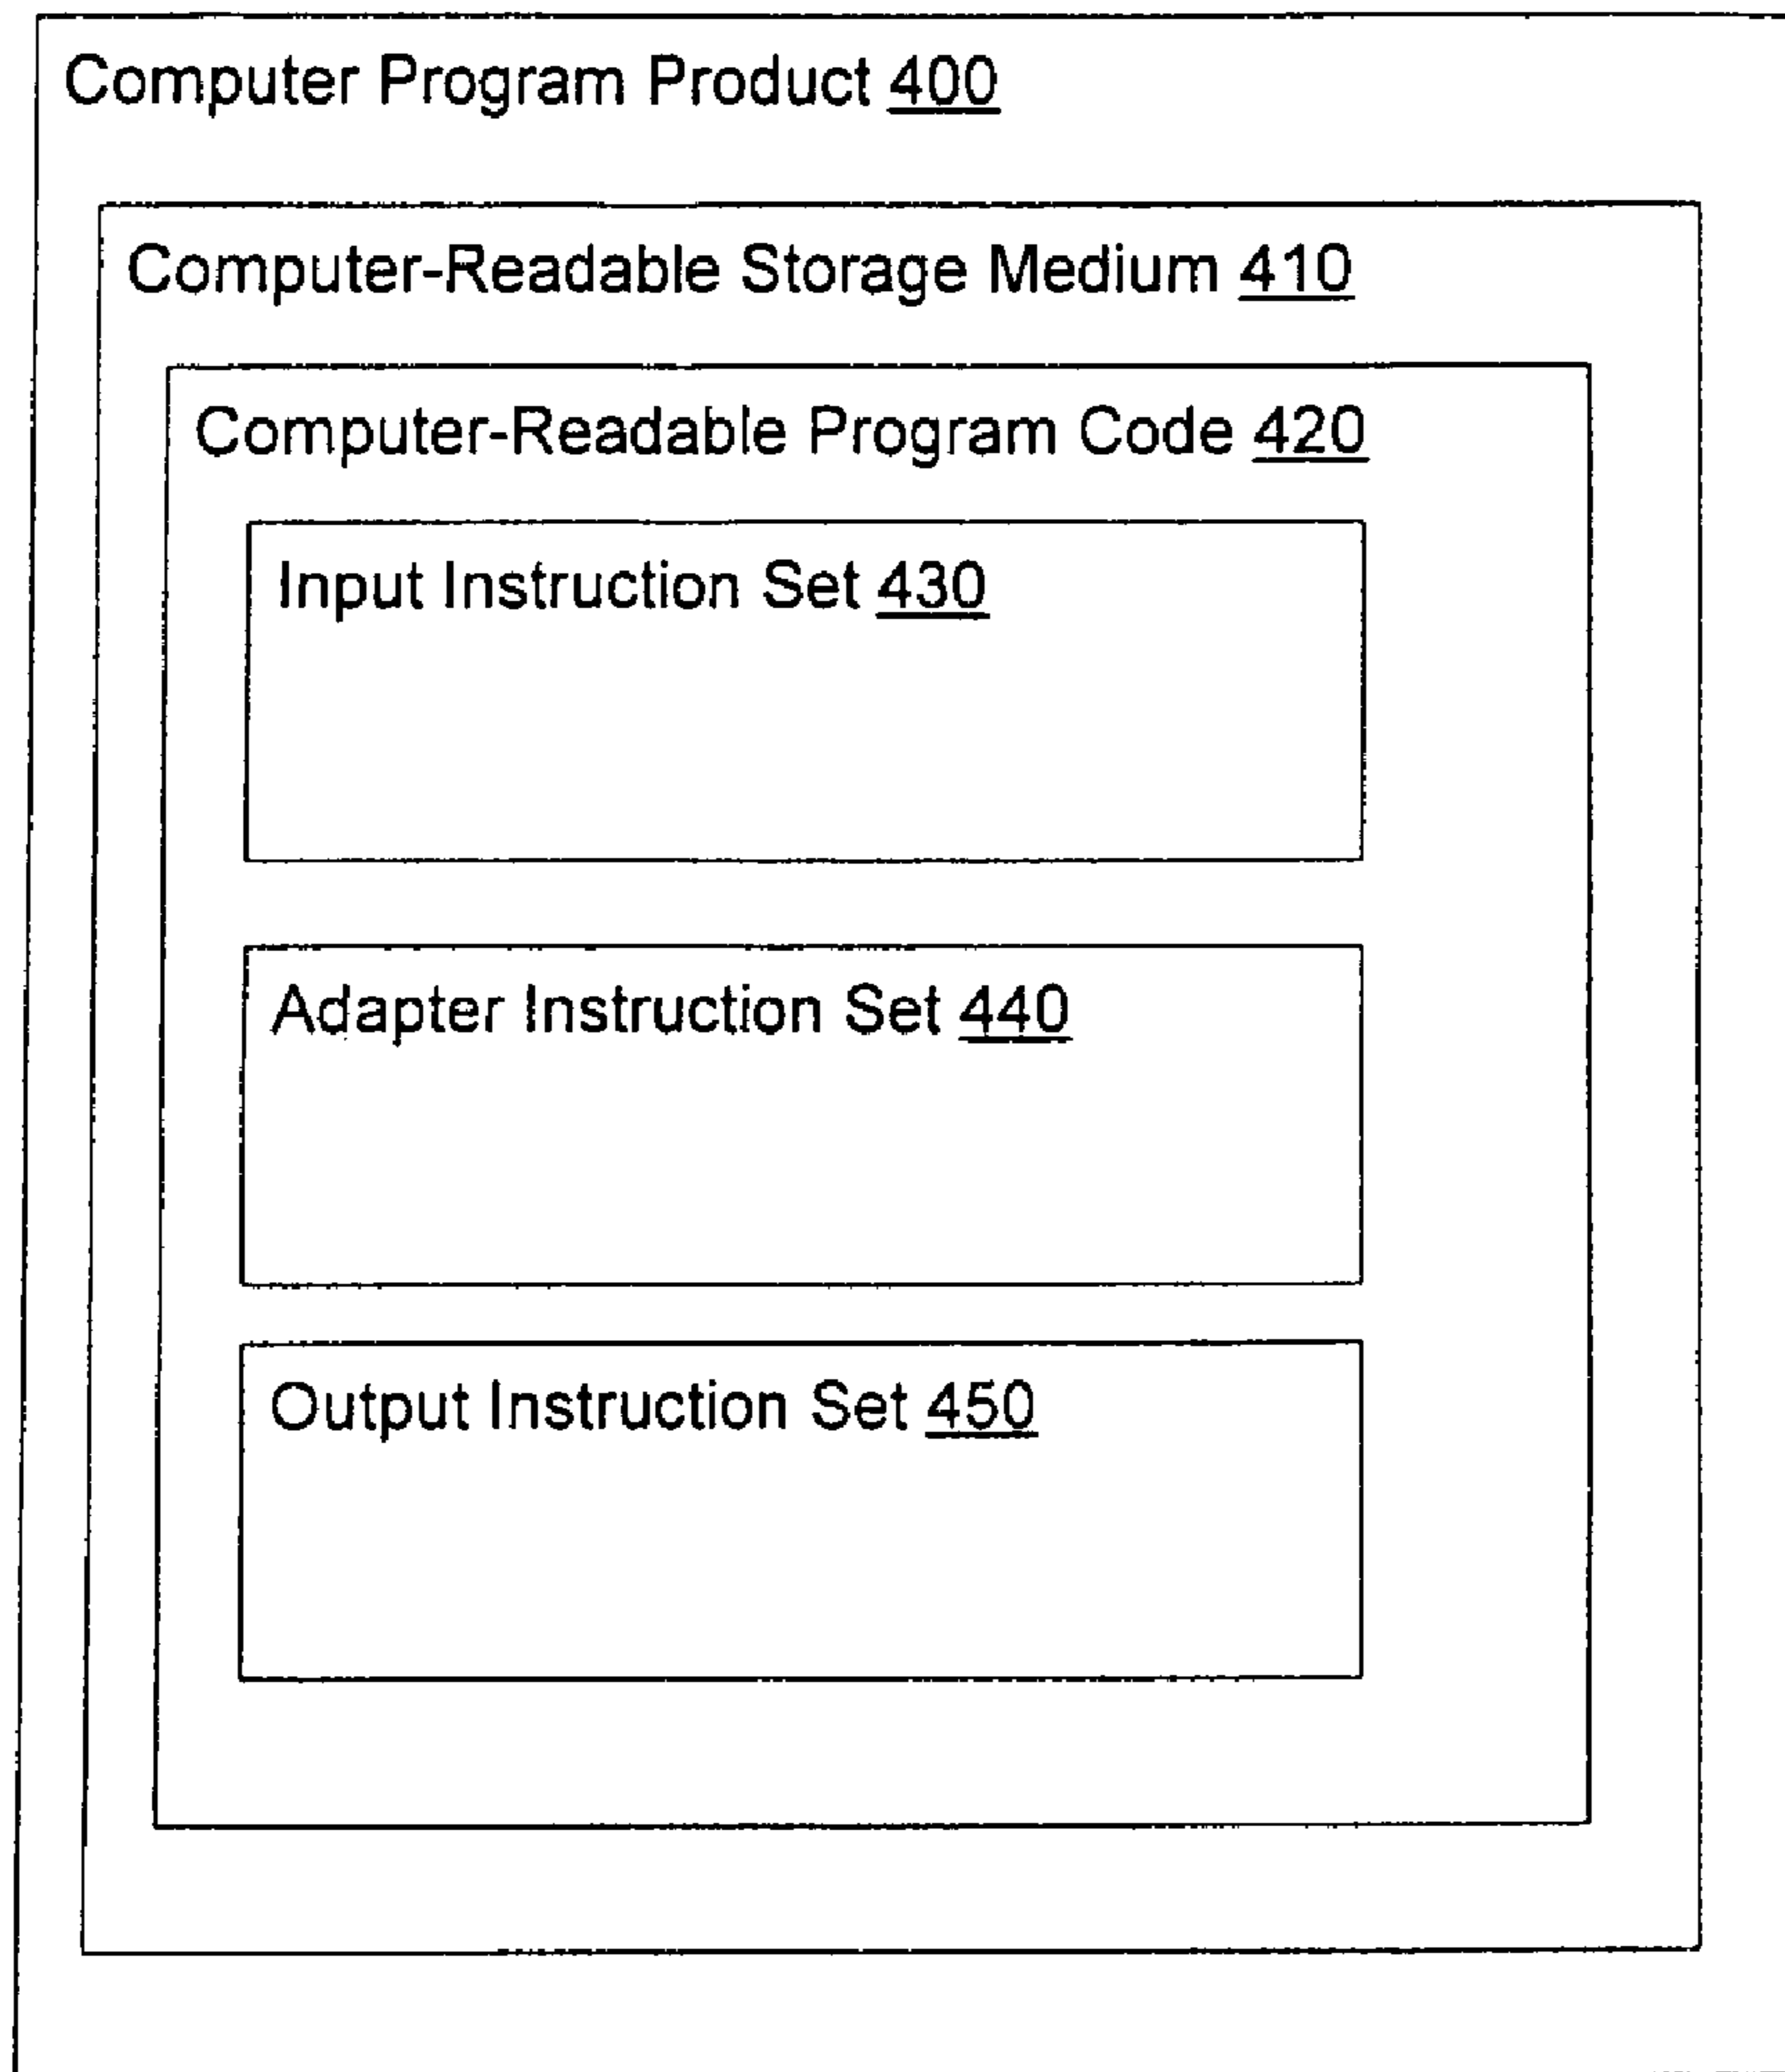 Computer Program Product 400
Computer-Readable Storage Medium 410
Computer-Readable Program Code 420
Input Instruction Set 430
Adapter Instruction Set 440
Output Instruction Set 450